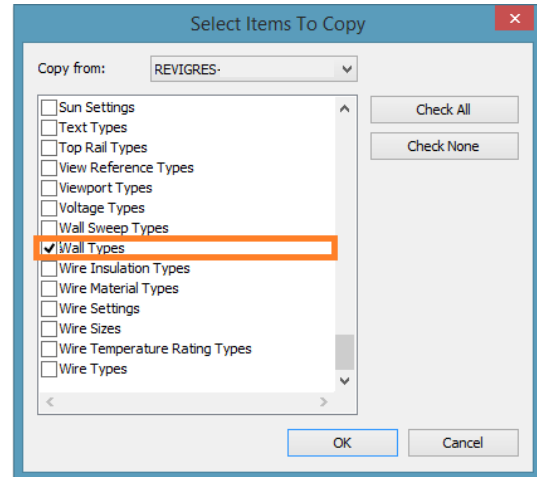 Select Items To Copy
Copy from: REVIGRES-
Sun Settings
Text Types
Top Rail Types
View Reference Types
Viewport Types
Voltage Types
Wall Sweep Types
Wall Types
Wire Insulation Types
Wire Material Types
Wire Settings
Wire Sizes
Wire Temperature Rating Types
Wire Types
Check All
Check None
OK Cancel